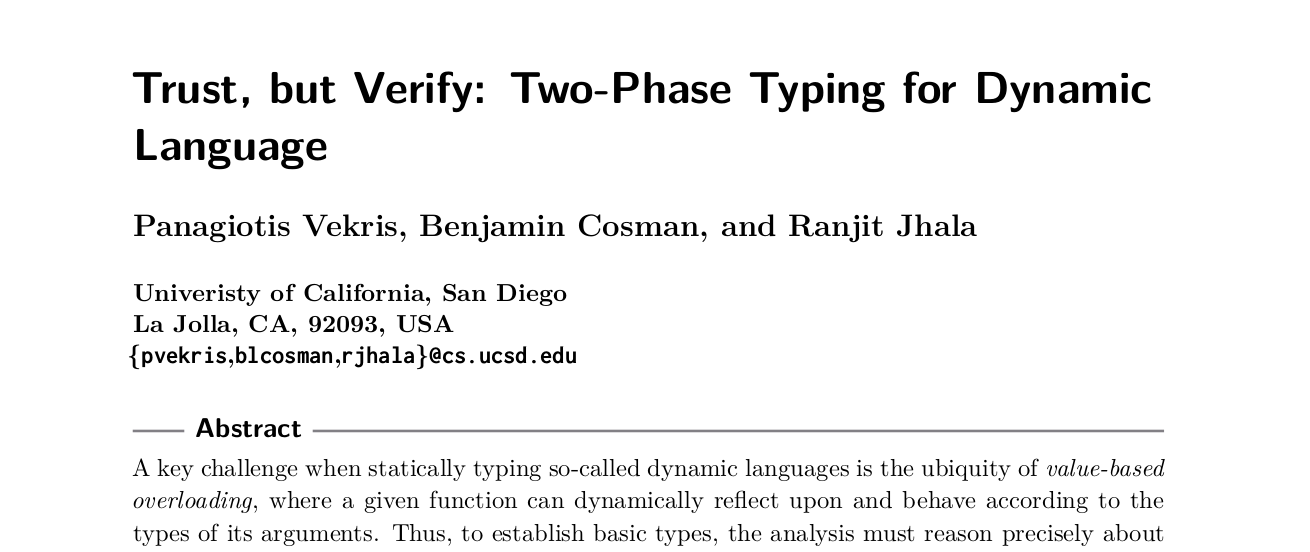 Trust, but Verify: Two-Phase Typing for Dynamic
Language
Panagiotis Vekris, Benjamin Cosman, and Ranjit Jhala
Univeristy of California, San Diego
La Jolla, CA, 92093, USA
{pvekris,blcosman,rjhala}@cs.ucsd.edu
Abstract
A key challenge when statically typing so-called dynamic languages is the ubiquity of value-based
overloading, where a given function can dynamically reflect upon and behave according to the
types of its arguments. Thus, to establish basic types, the analysis must reason precisely about